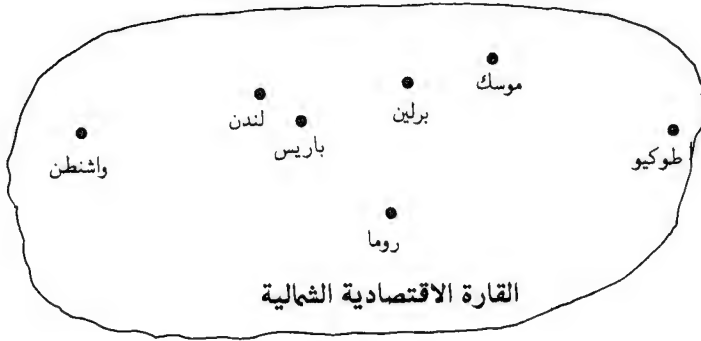 موسك
برلين
لندن
باريس
طوكيو
واشنطن
روما
القارة الاقتصادية الشمالية